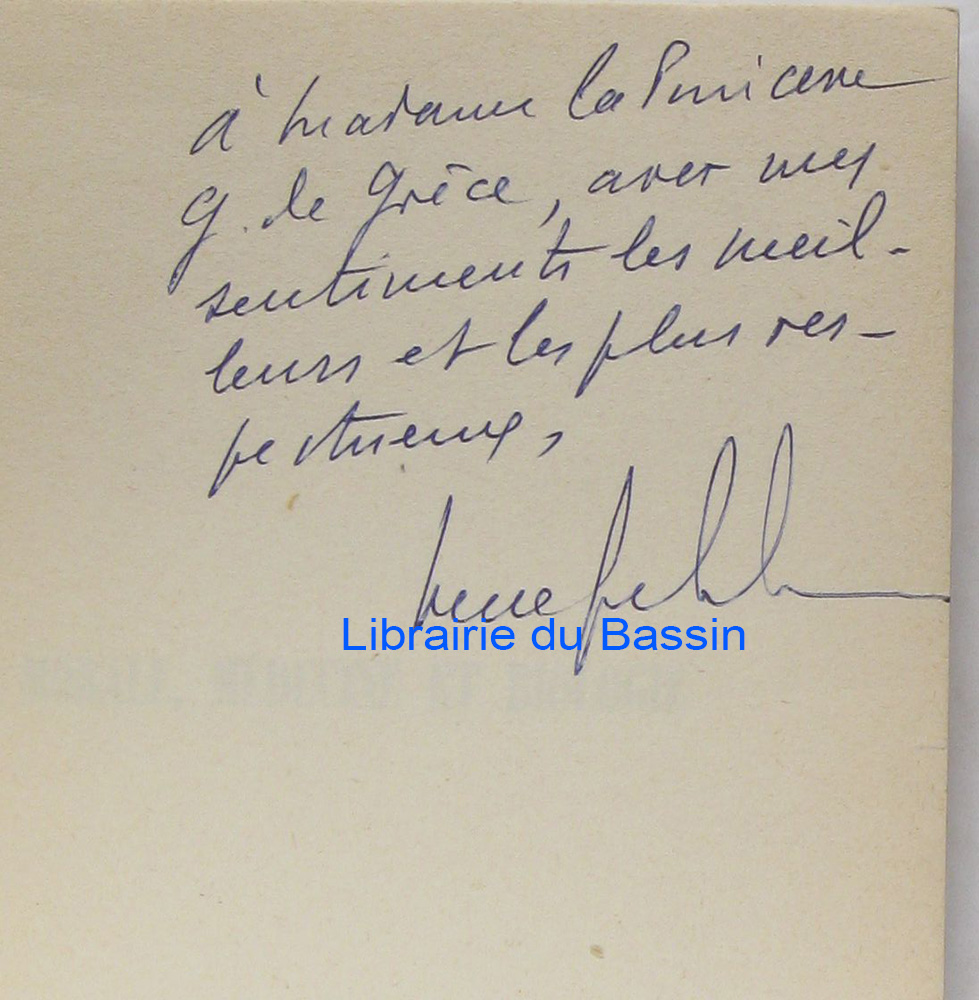 à Madame la Princesse
G. de Grèce, avec mes
sentiments les meil-
leurs et les plus res-
pectueux,
Librairie du Bassin